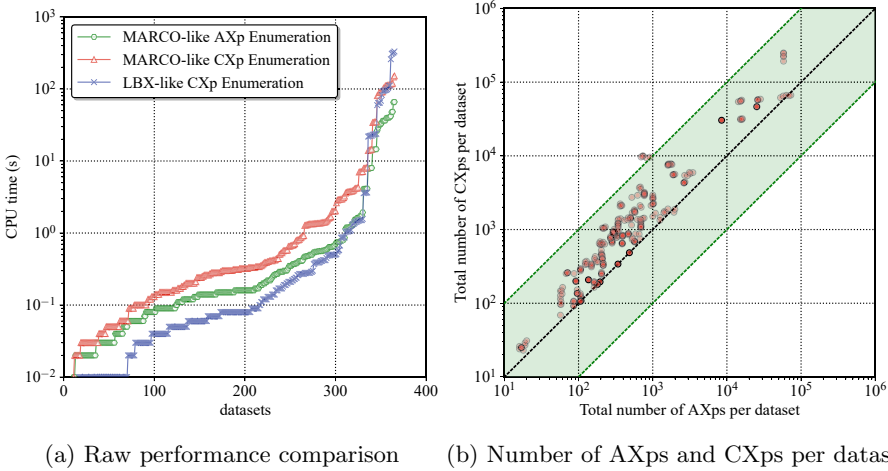 10^3
10^2
10^1
10^0
10^−1
10^−2
CPU time (s)
MARCO-like AXp Enumeration
MARCO-like CXp Enumeration
LBX-like CXp Enumeration
0
100
200
300
400
datasets
(a) Raw performance comparison
10^6
10^5
10^4
10^3
10^2
10^1
Total number of CXps per dataset
10^1
10^2
10^3
10^4
10^5
10^6
Total number of AXps per dataset
(b) Number of AXps and CXps per datas